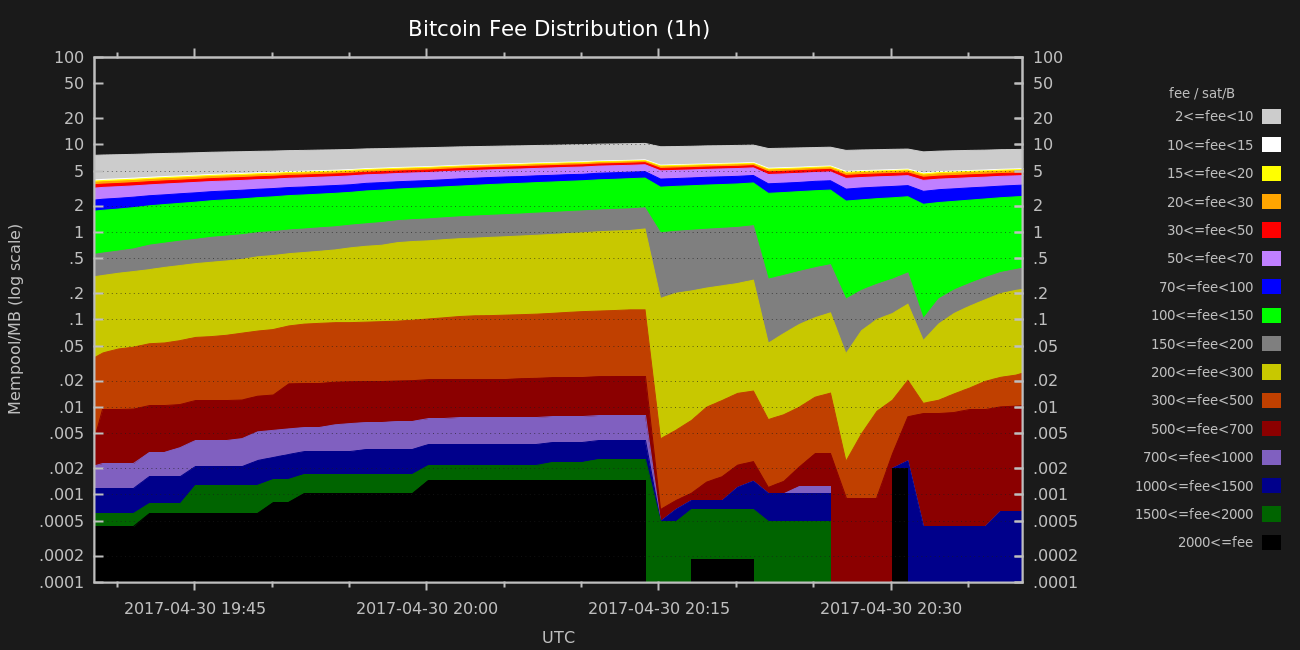 Bitcoin Fee Distribution (1h)
Mempool/MB (log scale)
100
50
20
10
5
2
1
.5
.2
.1
.05
.02
.01
.005
.002
.001
.0005
.0002
.0001
100
50
20
10
5
2
1
.5
.2
.1
.05
.02
.01
.005
.002
.001
.0005
.0002
.0001
fee / sat/B
2<=fee<10
10<=fee<15
15<=fee<20
20<=fee<30
30<=fee<50
50<=fee<70
70<=fee<100
100<=fee<150
150<=fee<200
200<=fee<300
300<=fee<500
500<=fee<700
700<=fee<1000
1000<=fee<1500
1500<=fee<2000
2000<=fee
2017-04-30 19:45 2017-04-30 20:00 2017-04-30 20:15 2017-04-30 20:30
UTC